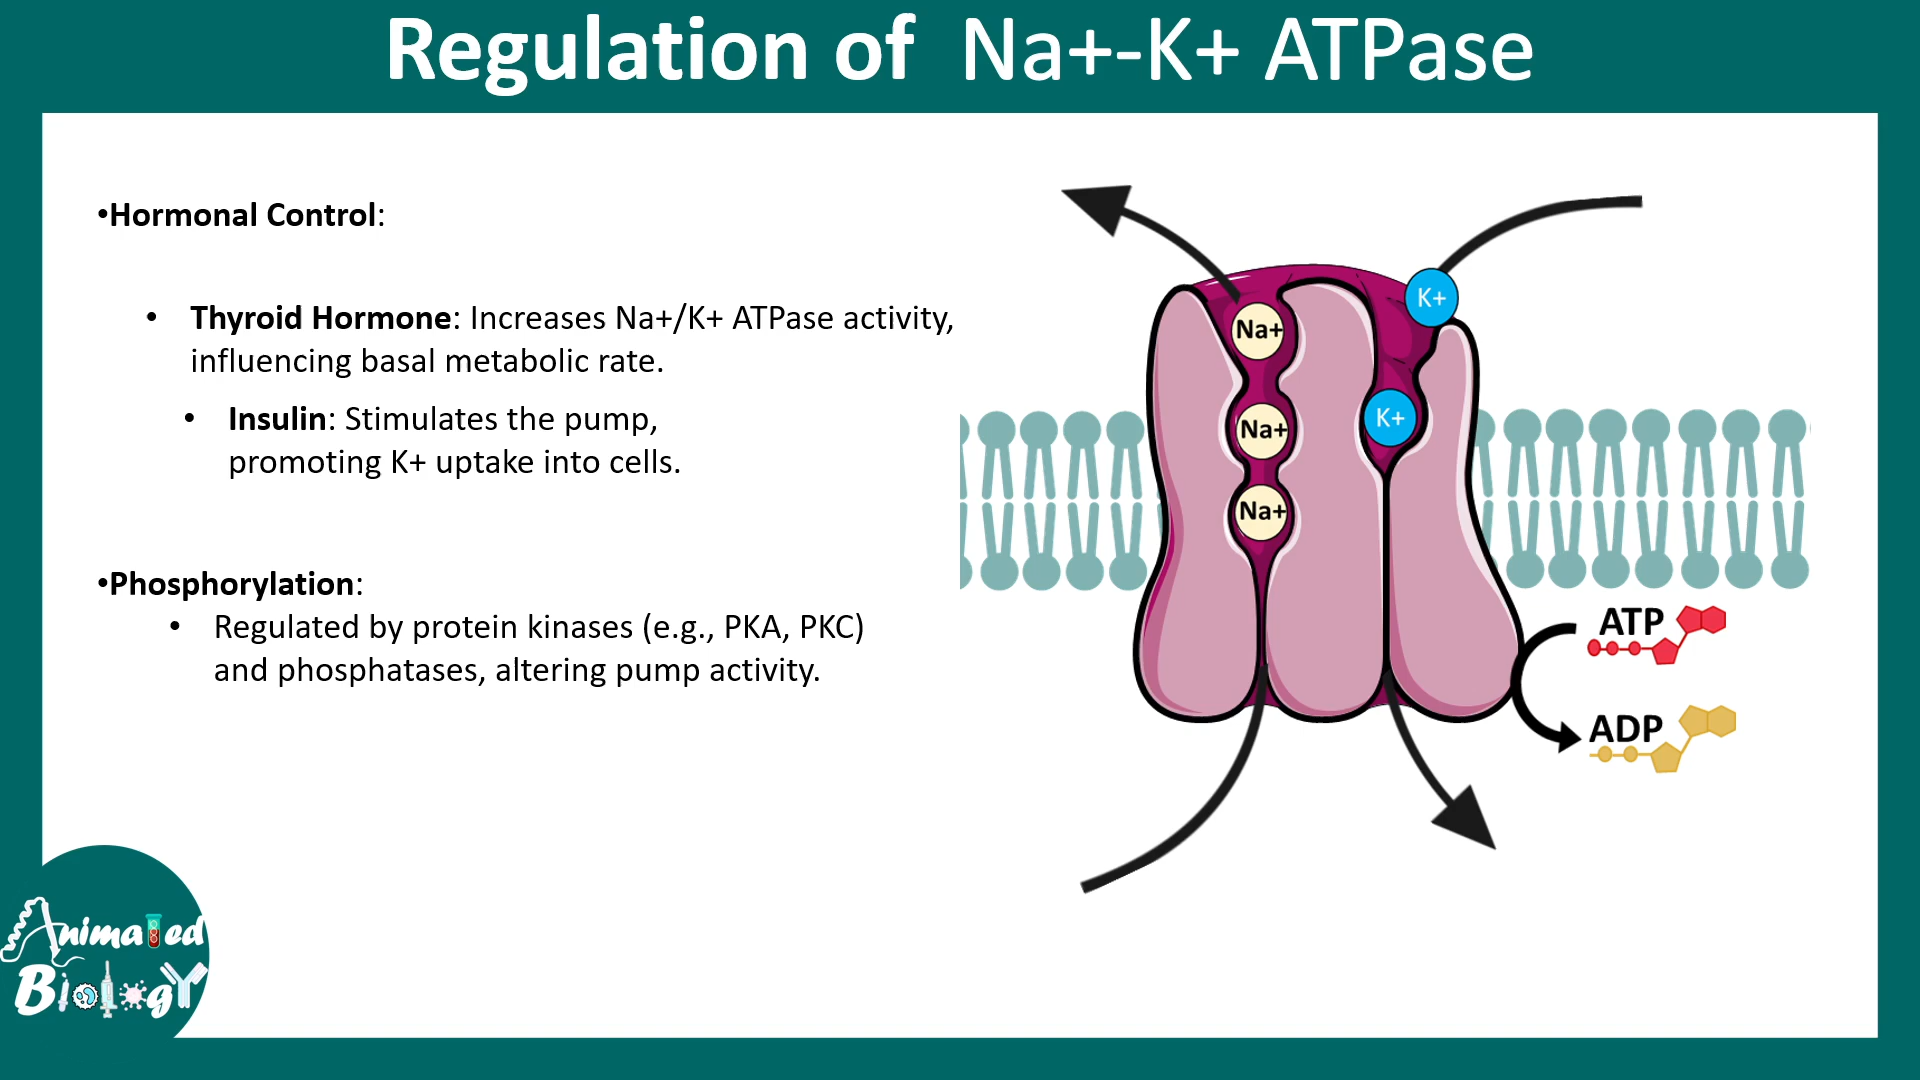 Regulation of Na+-K+ ATPase
•Hormonal Control:
• Thyroid Hormone: Increases Na+/K+ ATPase activity,
influencing basal metabolic rate.
• Insulin: Stimulates the pump,
promoting K+ uptake into cells.
•Phosphorylation:
• Regulated by protein kinases (e.g., PKA, PKC)
and phosphatases, altering pump activity.
K+
Na+
K+
Na+
Na+
ATP
ADP
Animated
Biology